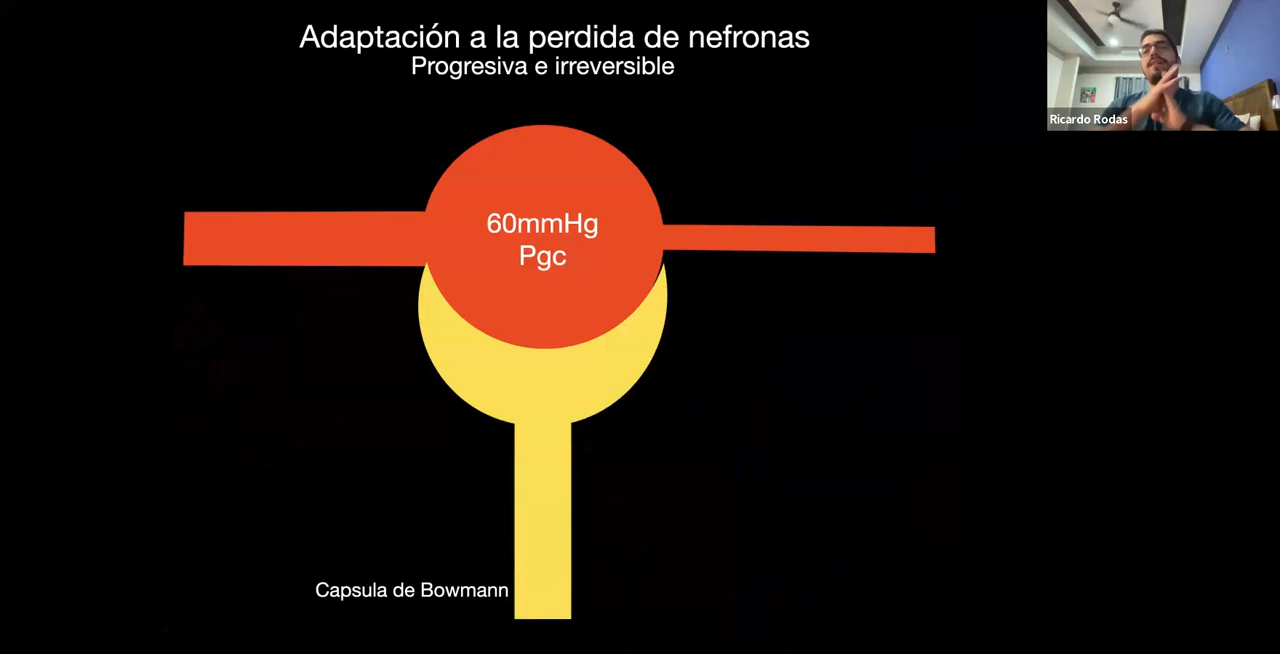 Adaptación a la perdida de nefronas
Progresiva e irreversible
Ricardo Rodas
60mmHg
Pgc
Capsula de Bowmann